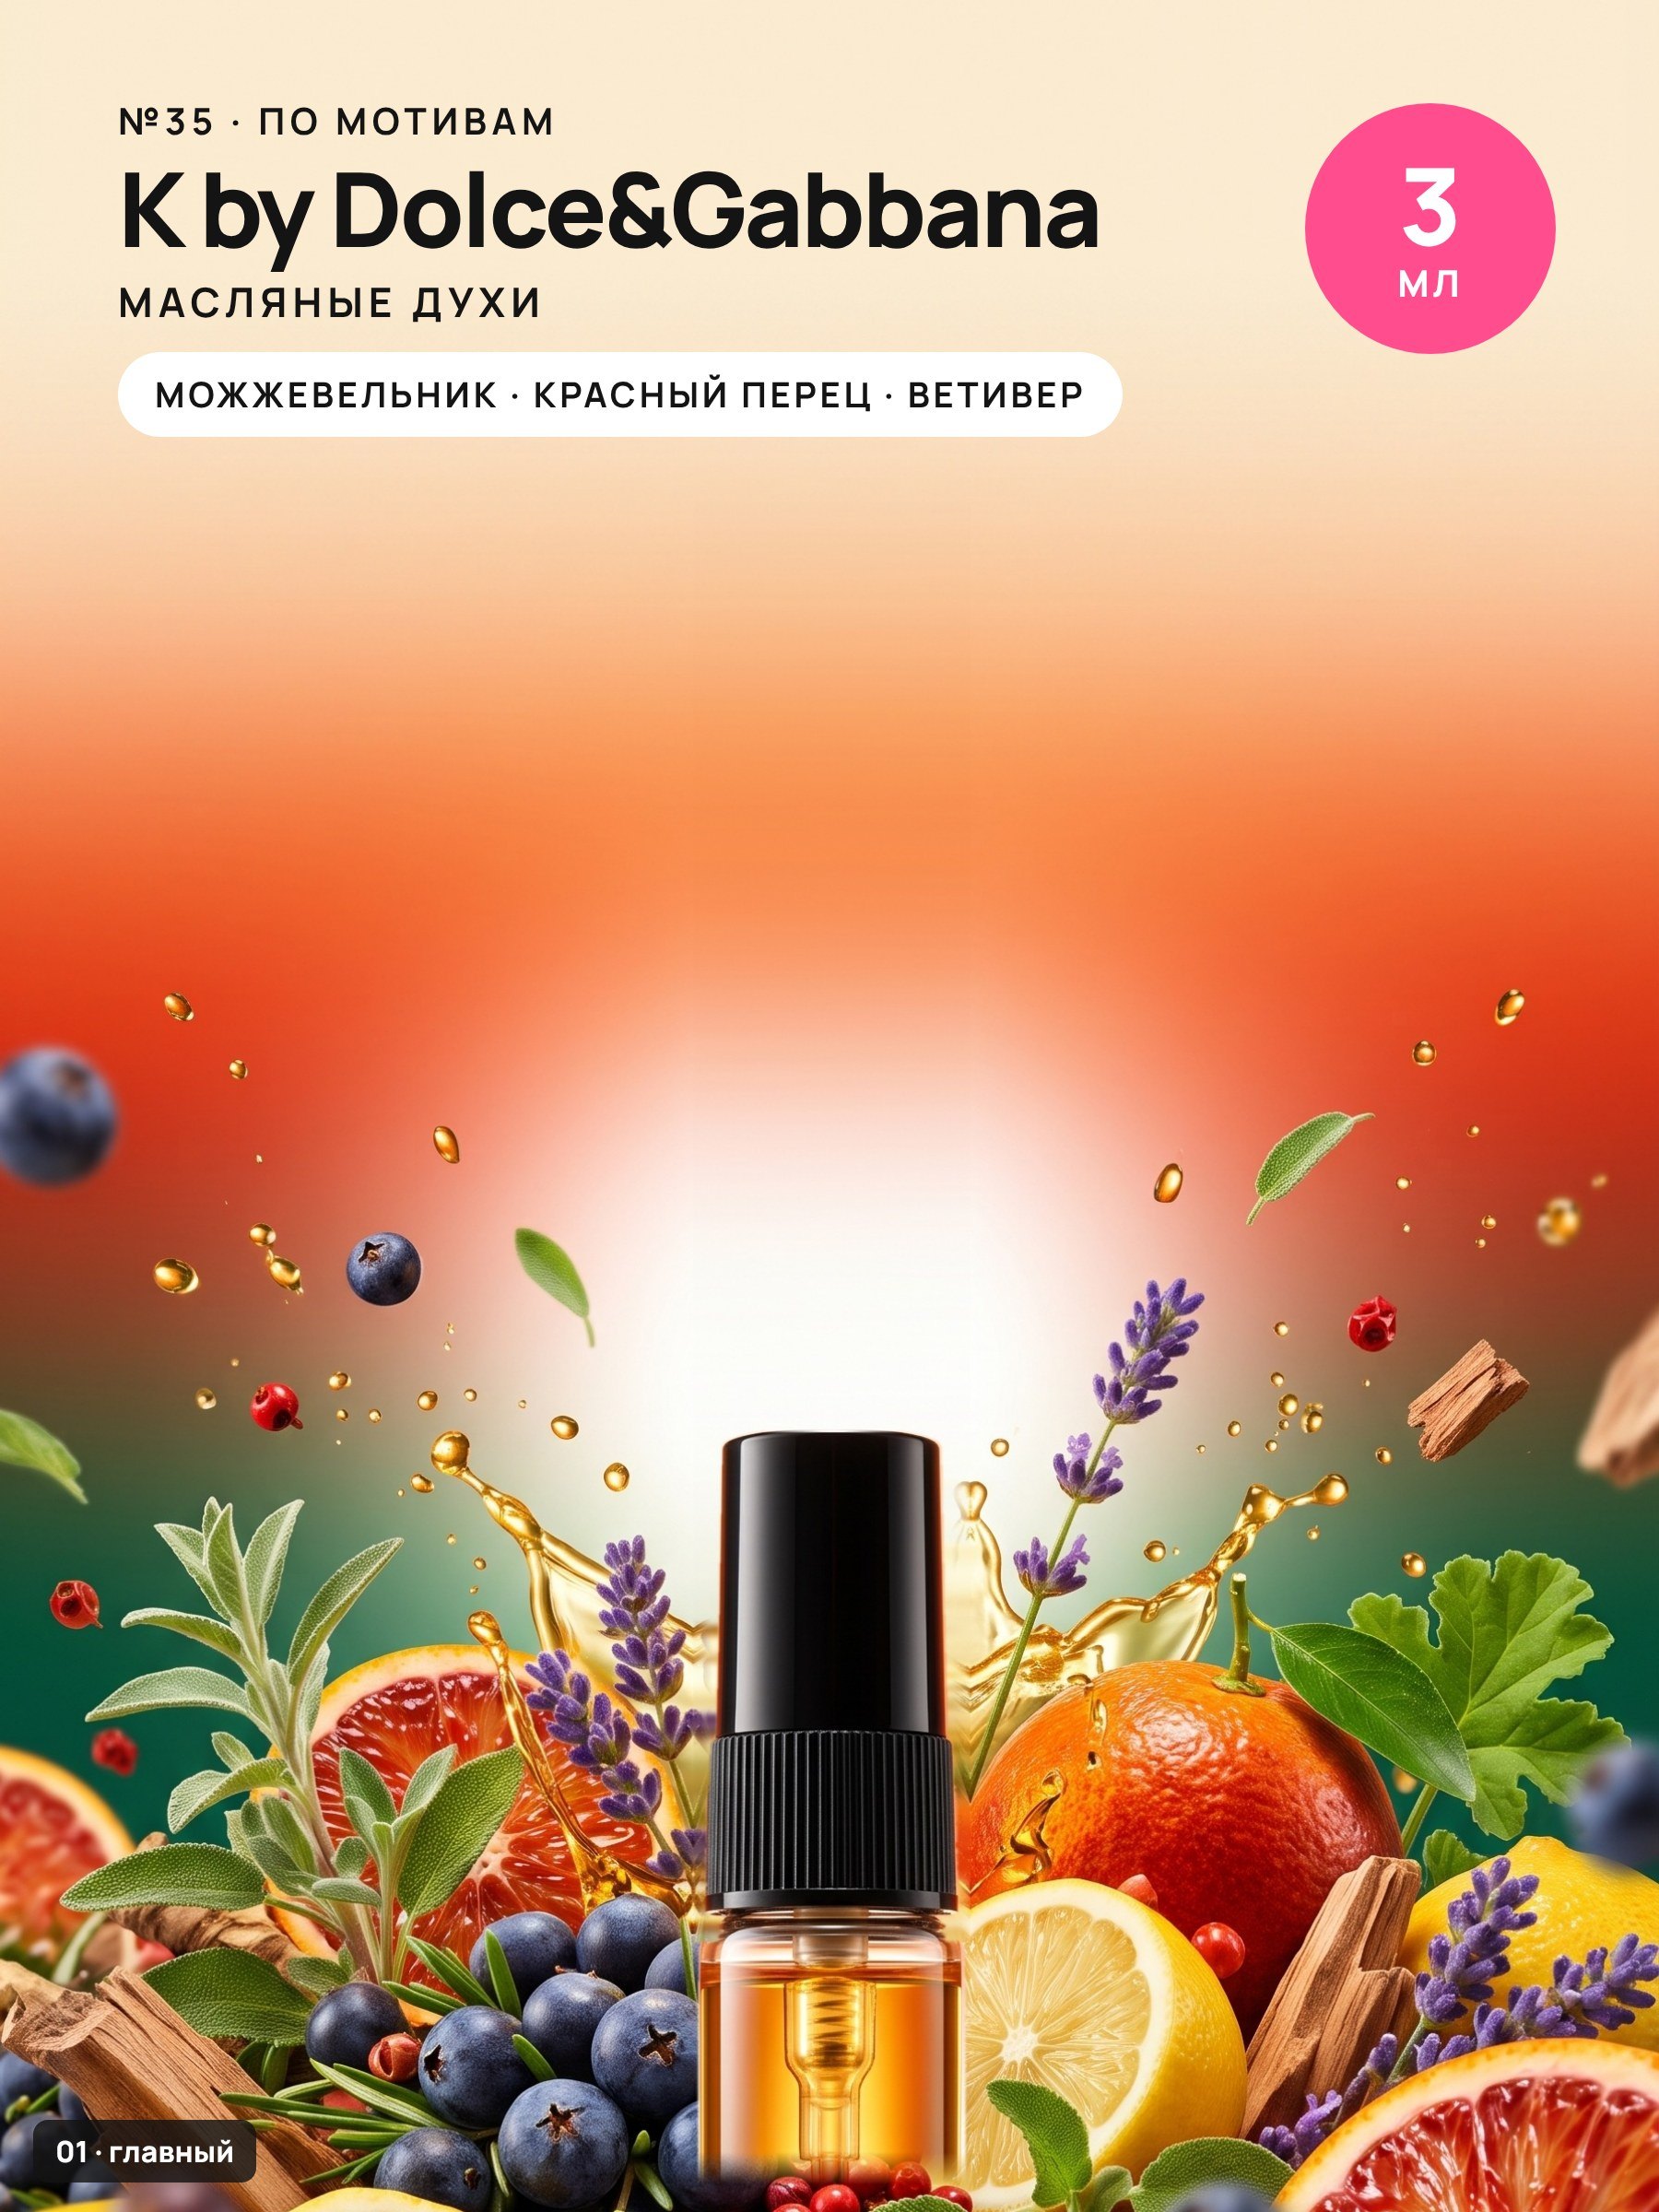 №35 · ПО МОТИВАМ
K by Dolce&Gabbana
МАСЛЯНЫЕ ДУХИ
МОЖЖЕВЕЛЬНИК · КРАСНЫЙ ПЕРЕЦ · ВЕТИВЕР
3
МЛ
01 · главный